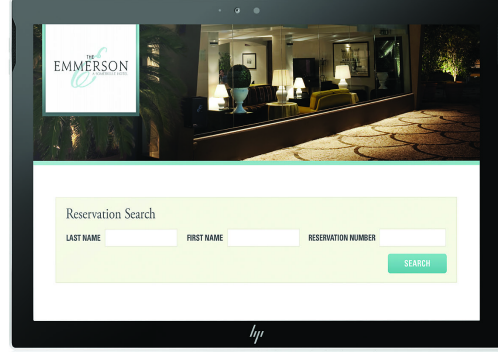 THE
EMMERSON
Reservation Search
LAST NAME
FIRST NAME
RESERVATION NUMBER
SEARCH
hp